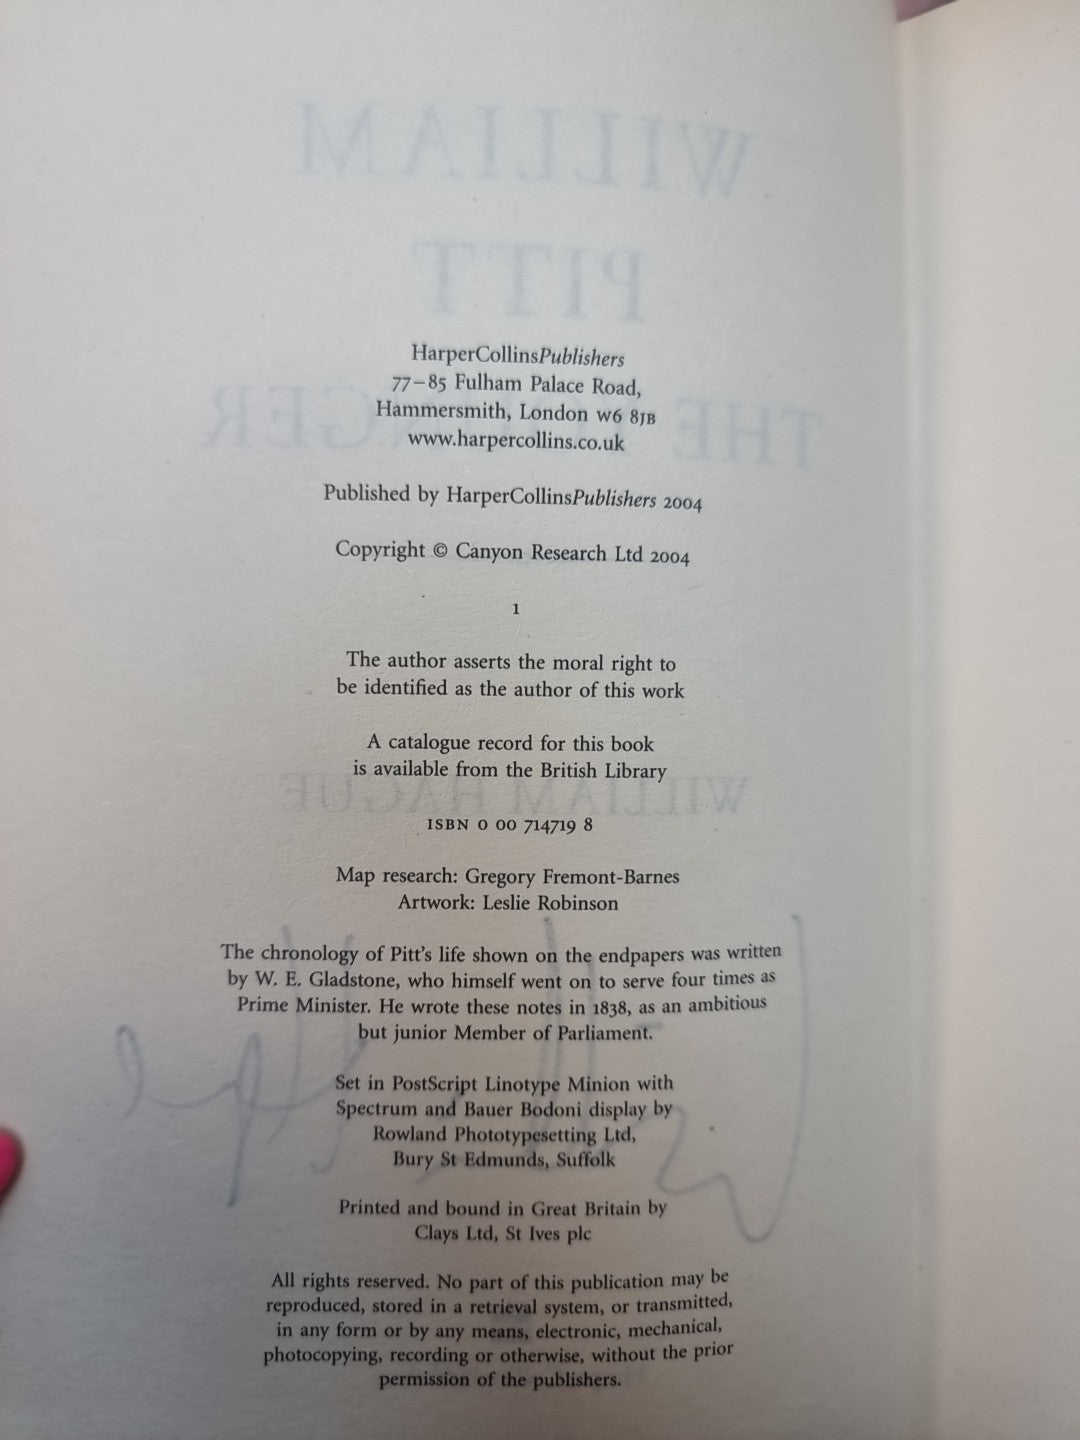 WILLIAM
PITT
HarperCollinsPublishers
77–85 Fulham Palace Road,
Hammersmith, London W6 8JB
www.harpercollins.co.uk
THE YOUNGER
Published by HarperCollinsPublishers 2004
Copyright © Canyon Research Ltd 2004
1
The author asserts the moral right to
be identified as the author of this work
A catalogue record for this book
is available from the British Library
WILLIAM HAGUE
ISBN 0 00 714719 8
Map research: Gregory Fremont-Barnes
Artwork: Leslie Robinson
The chronology of Pitt's life shown on the endpapers was written
by W. E. Gladstone, who himself went on to serve four times as
Prime Minister. He wrote these notes in 1838, as an ambitious
but junior Member of Parliament.
Set in PostScript Linotype Minion with
Spectrum and Bauer Bodoni display by
Rowland Phototypesetting Ltd,
Bury St Edmunds, Suffolk
Printed and bound in Great Britain by
Clays Ltd, St Ives plc
All rights reserved. No part of this publication may be
reproduced, stored in a retrieval system, or transmitted,
in any form or by any means, electronic, mechanical,
photocopying, recording or otherwise, without the prior
permission of the publishers.